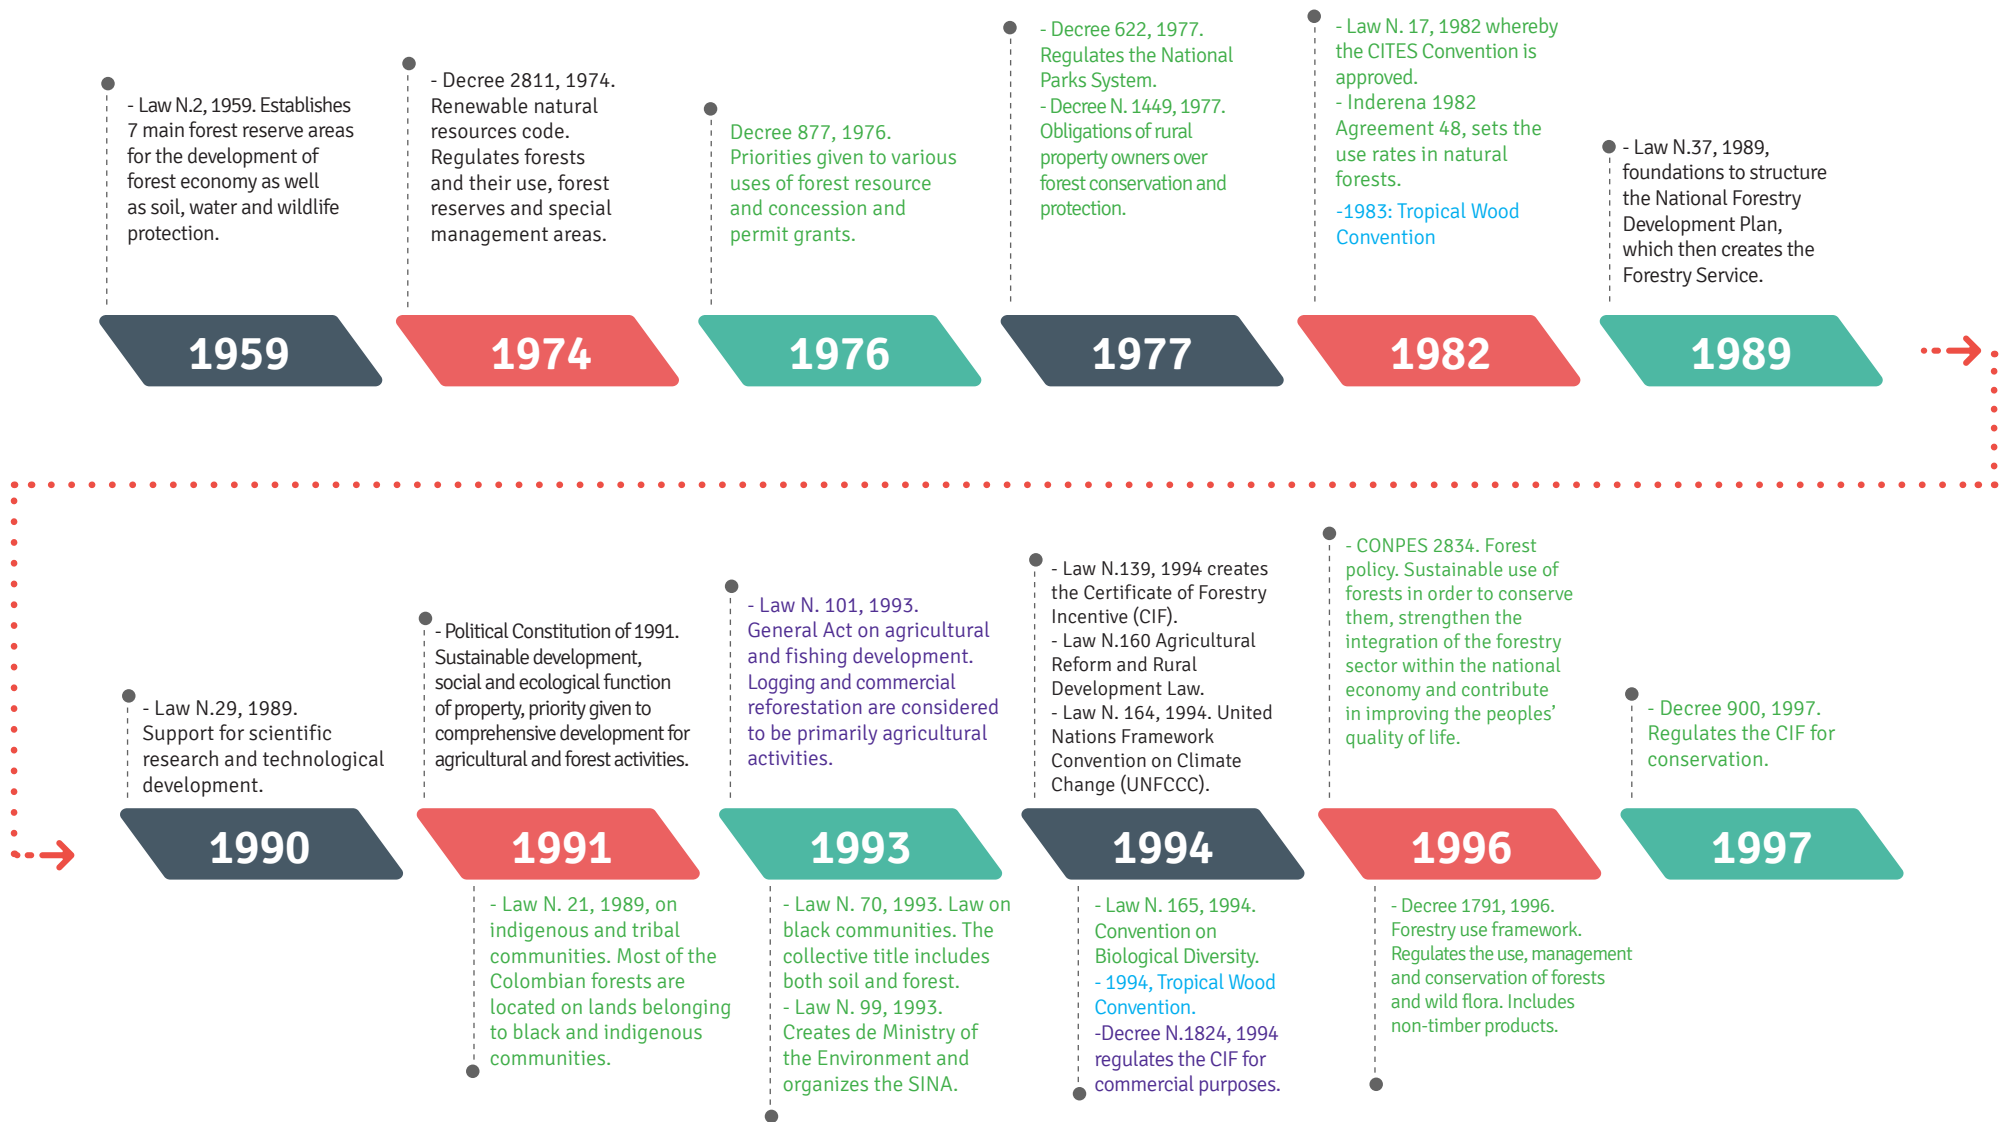 - Law N.2, 1959. Establishes
7 main forest reserve areas
for the development of
forest economy as well
as soil, water and wildlife
protection.
1959
- Decree 2811, 1974.
Renewable natural
resources code.
Regulates forests
and their use, forest
reserves and special
management areas.
1974
Decree 877, 1976.
Priorities given to various
uses of forest resource
and concession and
permit grants.
1976
- Decree 622, 1977.
Regulates the National
Parks System.
- Decree N. 1449, 1977.
Obligations of rural
property owners over
forest conservation and
protection.
1977
- Law N. 17, 1982 whereby
the CITES Convention is
approved.
- Inderena 1982
Agreement 48, sets the
use rates in natural
forests.
-1983: Tropical Wood
Convention
1982
- Law N.37, 1989,
foundations to structure
the National Forestry
Development Plan,
which then creates the
Forestry Service.
1989
- Law N.29, 1989.
Support for scientific
research and technological
development.
1990
- Political Constitution of 1991.
Sustainable development,
social and ecological function
of property, priority given to
comprehensive development for
agricultural and forest activities.
1991
- Law N. 21, 1989, on
indigenous and tribal
communities. Most of the
Colombian forests are
located on lands belonging
to black and indigenous
communities.
- Law N. 101, 1993.
General Act on agricultural
and fishing development.
Logging and commercial
reforestation are considered
to be primarily agricultural
activities.
1993
- Law N. 70, 1993. Law on
black communities. The
collective title includes
both soil and forest.
- Law N. 99, 1993.
Creates de Ministry of
the Environment and
organizes the SINA.
- Law N.139, 1994 creates
the Certificate of Forestry
Incentive (CIF).
- Law N.160 Agricultural
Reform and Rural
Development Law.
- Law N. 164, 1994. United
Nations Framework
Convention on Climate
Change (UNFCCC).
1994
- Law N. 165, 1994.
Convention on
Biological Diversity.
- 1994, Tropical Wood
Convention.
-Decree N.1824, 1994
regulates the CIF for
commercial purposes.
- CONPES 2834. Forest
policy. Sustainable use of
forests in order to conserve
them, strengthen the
integration of the forestry
sector within the national
economy and contribute
in improving the peoples’
quality of life.
1996
- Decree 1791, 1996.
Forestry use framework.
Regulates the use, management
and conservation of forests
and wild flora. Includes
non-timber products.
- Decree 900, 1997.
Regulates the CIF for
conservation.
1997